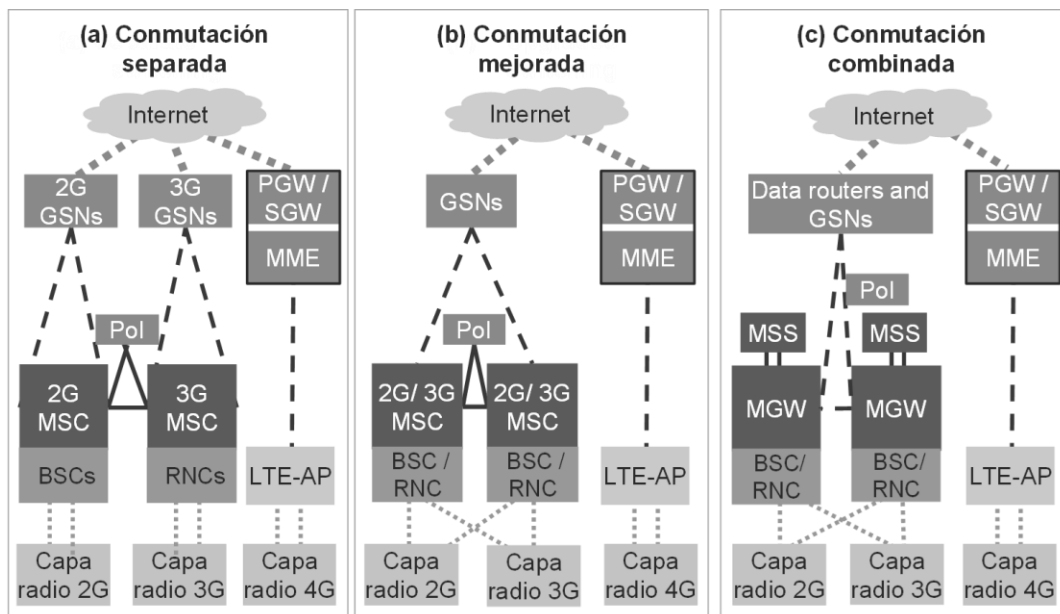 (a) Conmutación
separada
Internet
2G
GSNs
3G
GSNs
PGW /
SGW
MME
PoI
2G
MSC
3G
MSC
BSCs
RNCs
LTE-AP
Capa
radio 2G
Capa
radio 3G
Capa
radio 4G
(b) Conmutación
mejorada
Internet
GSNs
PGW /
SGW
MME
PoI
2G/ 3G
MSC
2G/ 3G
MSC
BSC /
RNC
BSC /
RNC
LTE-AP
Capa
radio 2G
Capa
radio 3G
Capa
radio 4G
(c) Conmutación
combinada
Internet
Data routers and
GSNs
PGW /
SGW
MME
PoI
MSS
MSS
MGW
MGW
BSC/
RNC
BSC/
RNC
LTE-AP
Capa
radio 2G
Capa
radio 3G
Capa
radio 4G